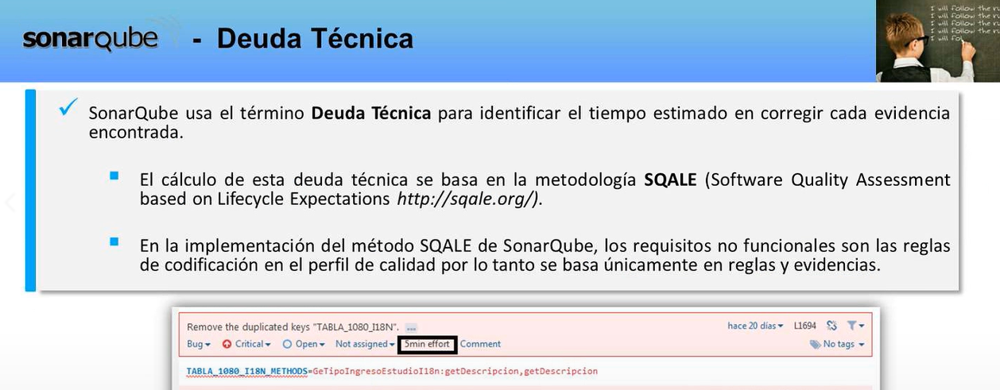 sonarqube - Deuda Técnica
I will follow the ru
I will follow the ru
I will follow the ru
I will follow the ru
I will fol
SonarQube usa el término Deuda Técnica para identificar el tiempo estimado en corregir cada evidencia
encontrada.
El cálculo de esta deuda técnica se basa en la metodología SQALE (Software Quality Assessment
based on Lifecycle Expectations http://sqale.org/).
En la implementación del método SQALE de SonarQube, los requisitos no funcionales son las reglas
de codificación en el perfil de calidad por lo tanto se basa únicamente en reglas y evidencias.
Remove the duplicated keys "TABLA_1080_I18N". ... hace 20 días L1694
Bug Critical Open Not assigned 5min effort Comment No tags
TABLA_1080_I18N_METHODS=GeTipoIngresoEstudioI18n:getDescripcion,getDescripcion